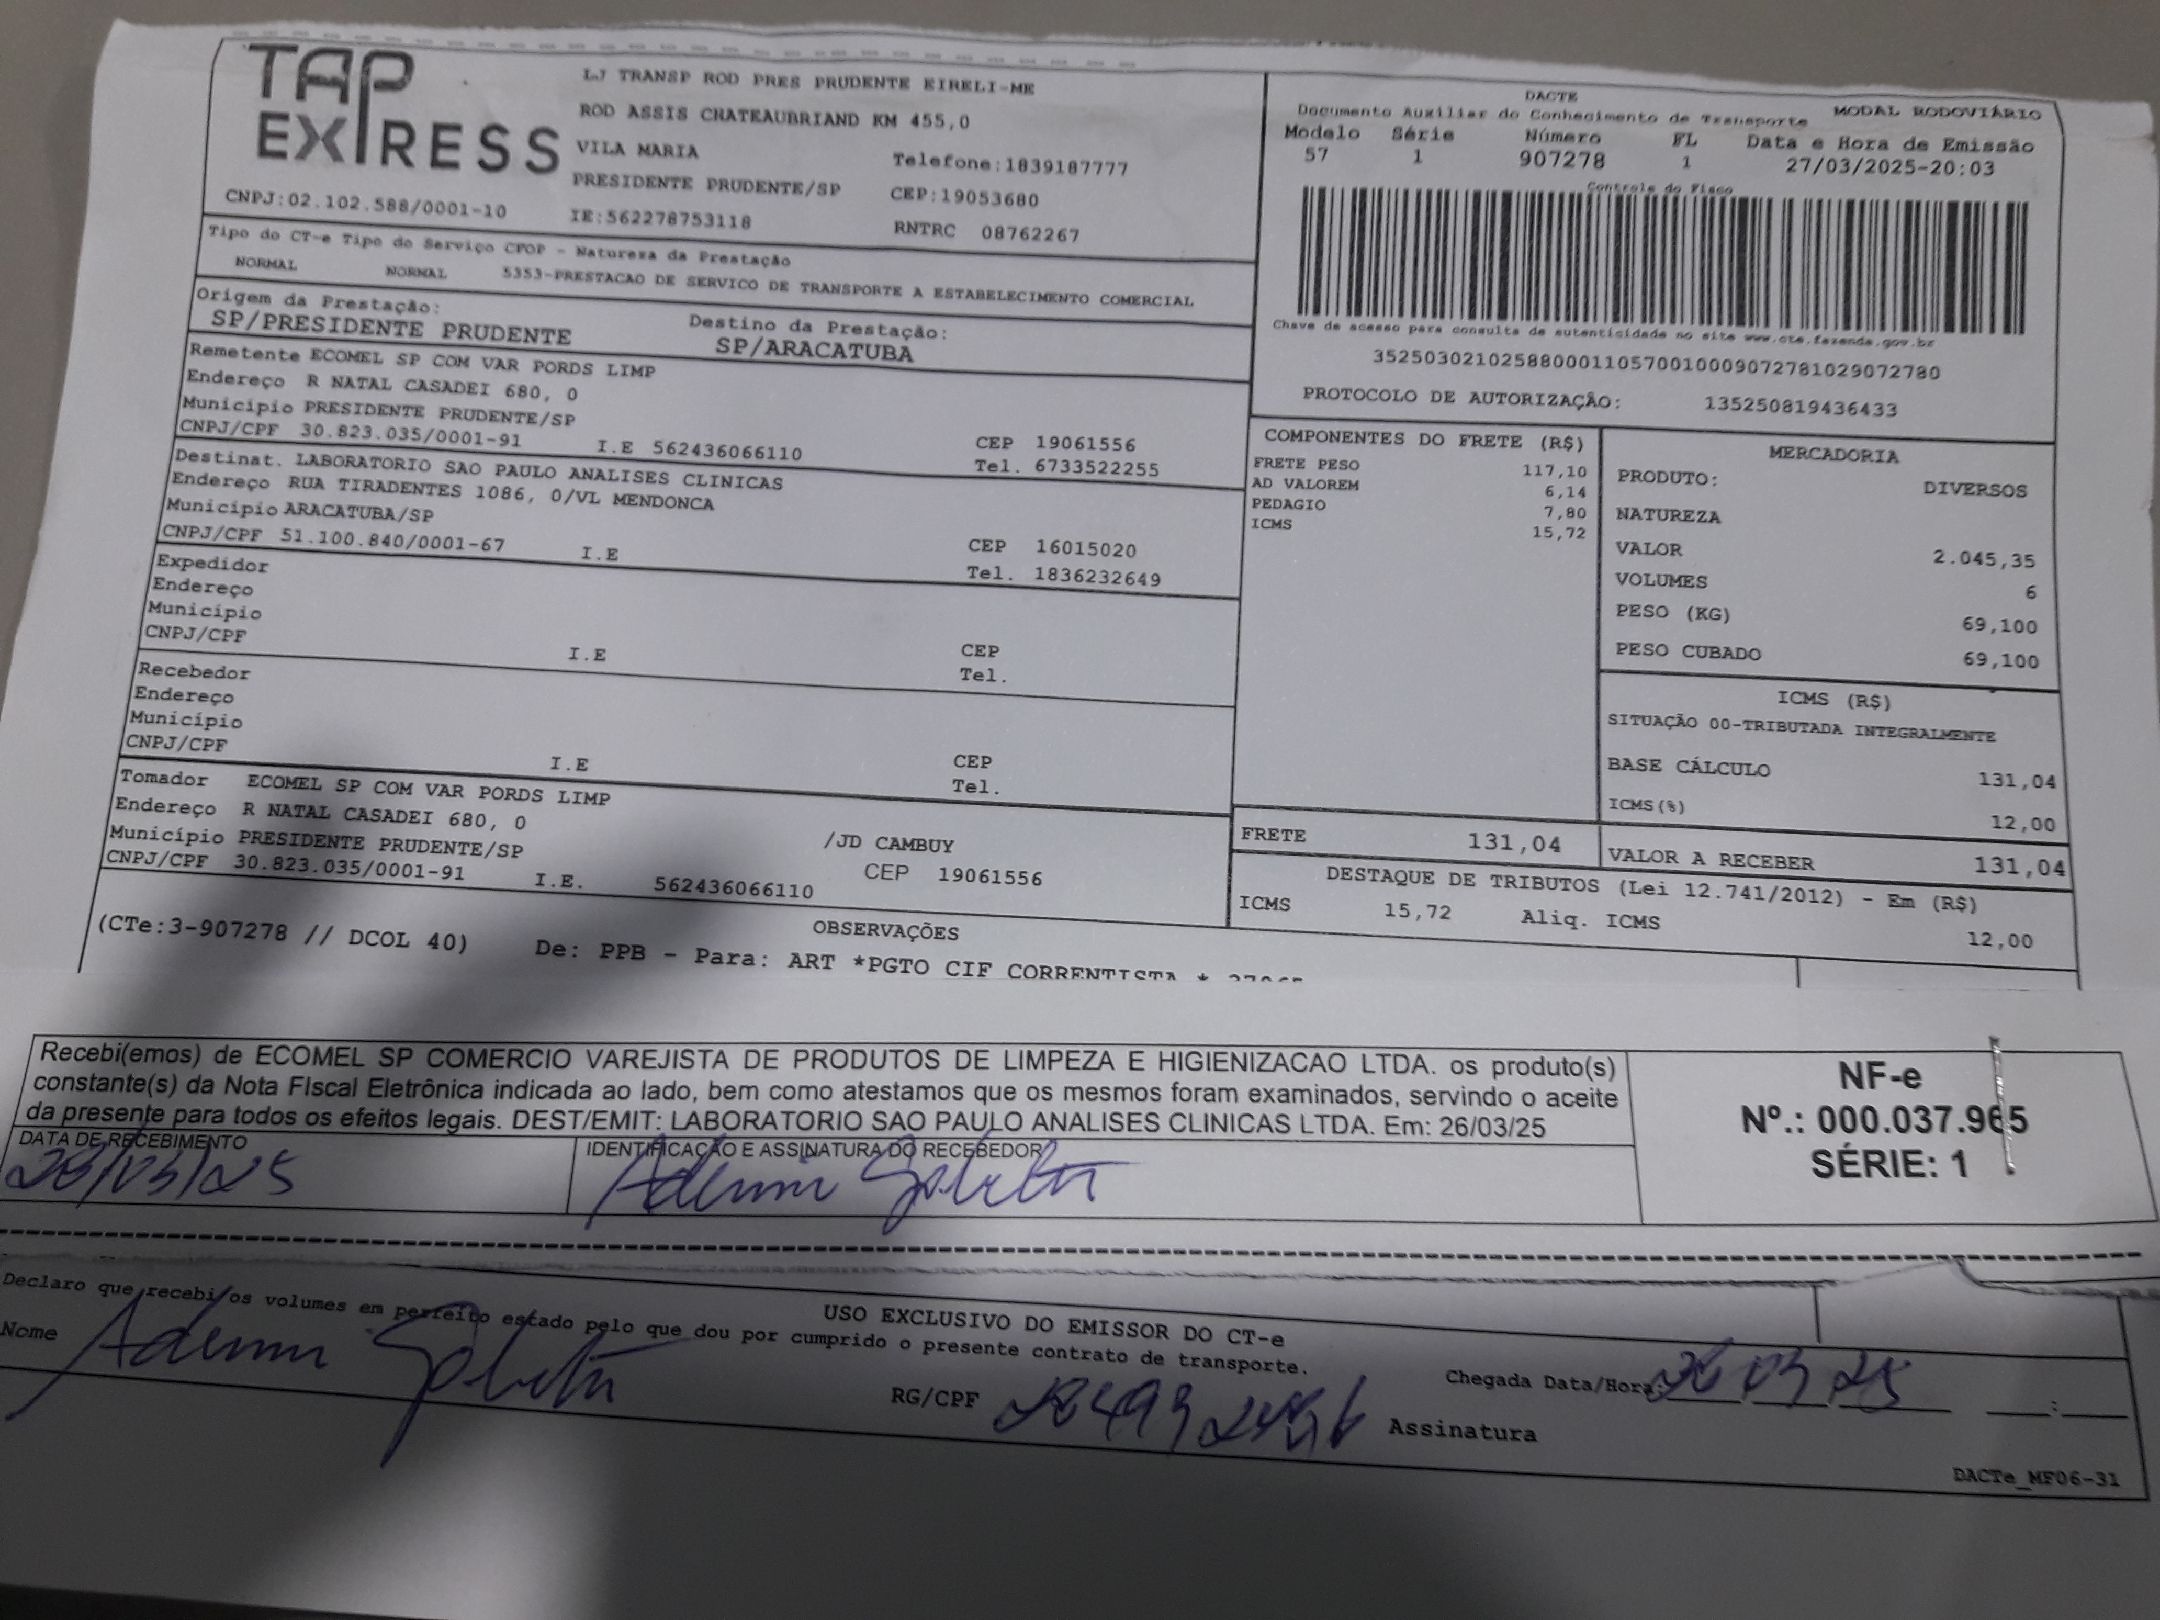 TAP
EXPRESS
LJ TRANSP ROD PRES PRUDENTE EIRELI-ME
ROD ASSIS CHATEAUBRIAND KM 455,0
VILA MARIA Telefone:1839187777
PRESIDENTE PRUDENTE/SP CEP:19053680
CNPJ:02.102.588/0001-10 IE:562278753118 RNTRC 08762267
DACTE MODAL RODOVIÁRIO
Documento Auxiliar do Conhecimento de Transporte
Modelo Série Número FL Data e Hora de Emissão
57 1 907278 1 27/03/2025-20:03
Controle do Fisco
Chave de acesso para consulta de autenticidade no site www.cte.fazenda.gov.br
35250302102588000110570010009072781029072780
PROTOCOLO DE AUTORIZAÇÃO: 135250819436433
Tipo do CT-e Tipo do Serviço CFOP - Natureza da Prestação
NORMAL NORMAL 5353-PRESTACAO DE SERVICO DE TRANSPORTE A ESTABELECIMENTO COMERCIAL
Origem da Prestação: Destino da Prestação:
SP/PRESIDENTE PRUDENTE SP/ARACATUBA
Remetente ECOMEL SP COM VAR PORDS LIMP
Endereço R NATAL CASADEI 680, 0
Município PRESIDENTE PRUDENTE/SP CEP 19061556
CNPJ/CPF 30.823.035/0001-91 I.E 562436066110 Tel. 6733522255
Destinat. LABORATORIO SAO PAULO ANALISES CLINICAS
Endereço RUA TIRADENTES 1086, 0/VL MENDONCA
Município ARACATUBA/SP CEP 16015020
CNPJ/CPF 51.100.840/0001-67 I.E Tel. 1836232649
Expedidor
Endereço
Município CEP
CNPJ/CPF I.E Tel.
Recebedor
Endereço
Município CEP
CNPJ/CPF I.E Tel.
Tomador ECOMEL SP COM VAR PORDS LIMP
Endereço R NATAL CASADEI 680, 0 /JD CAMBUY
Município PRESIDENTE PRUDENTE/SP CEP 19061556
CNPJ/CPF 30.823.035/0001-91 I.E. 562436066110
COMPONENTES DO FRETE (R$)
FRETE PESO 117,10
AD VALOREM 6,14
PEDAGIO 7,80
ICMS 15,72
FRETE 131,04
MERCADORIA
PRODUTO: DIVERSOS
NATUREZA
VALOR 2.045,35
VOLUMES 6
PESO (KG) 69,100
PESO CUBADO 69,100
ICMS (R$)
SITUAÇÃO 00-TRIBUTADA INTEGRALMENTE
BASE CÁLCULO 131,04
ICMS(%) 12,00
VALOR A RECEBER 131,04
DESTAQUE DE TRIBUTOS (Lei 12.741/2012) - Em (R$)
ICMS 15,72 Aliq. ICMS 12,00
OBSERVAÇÕES
(CTe:3-907278 // DCOL 40) De: PPB - Para: ART *PGTO CIF CORRENTISTA *
Recebi(emos) de ECOMEL SP COMERCIO VAREJISTA DE PRODUTOS DE LIMPEZA E HIGIENIZACAO LTDA. os produto(s)
constante(s) da Nota FIscal Eletrônica indicada ao lado, bem como atestamos que os mesmos foram examinados, servindo o aceite
da presente para todos os efeitos legais. DEST/EMIT: LABORATORIO SAO PAULO ANALISES CLINICAS LTDA. Em: 26/03/25
DATA DE RECEBIMENTO IDENTIFICAÇÃO E ASSINATURA DO RECEBEDOR
28/03/25
NF-e
Nº.: 000.037.965
SÉRIE: 1
USO EXCLUSIVO DO EMISSOR DO CT-e
Declaro que recebi os volumes em perfeito estado pelo que dou por cumprido o presente contrato de transporte.
Nome RG/CPF Chegada Data/Hora:
Assinatura
DACTe_MF06-31